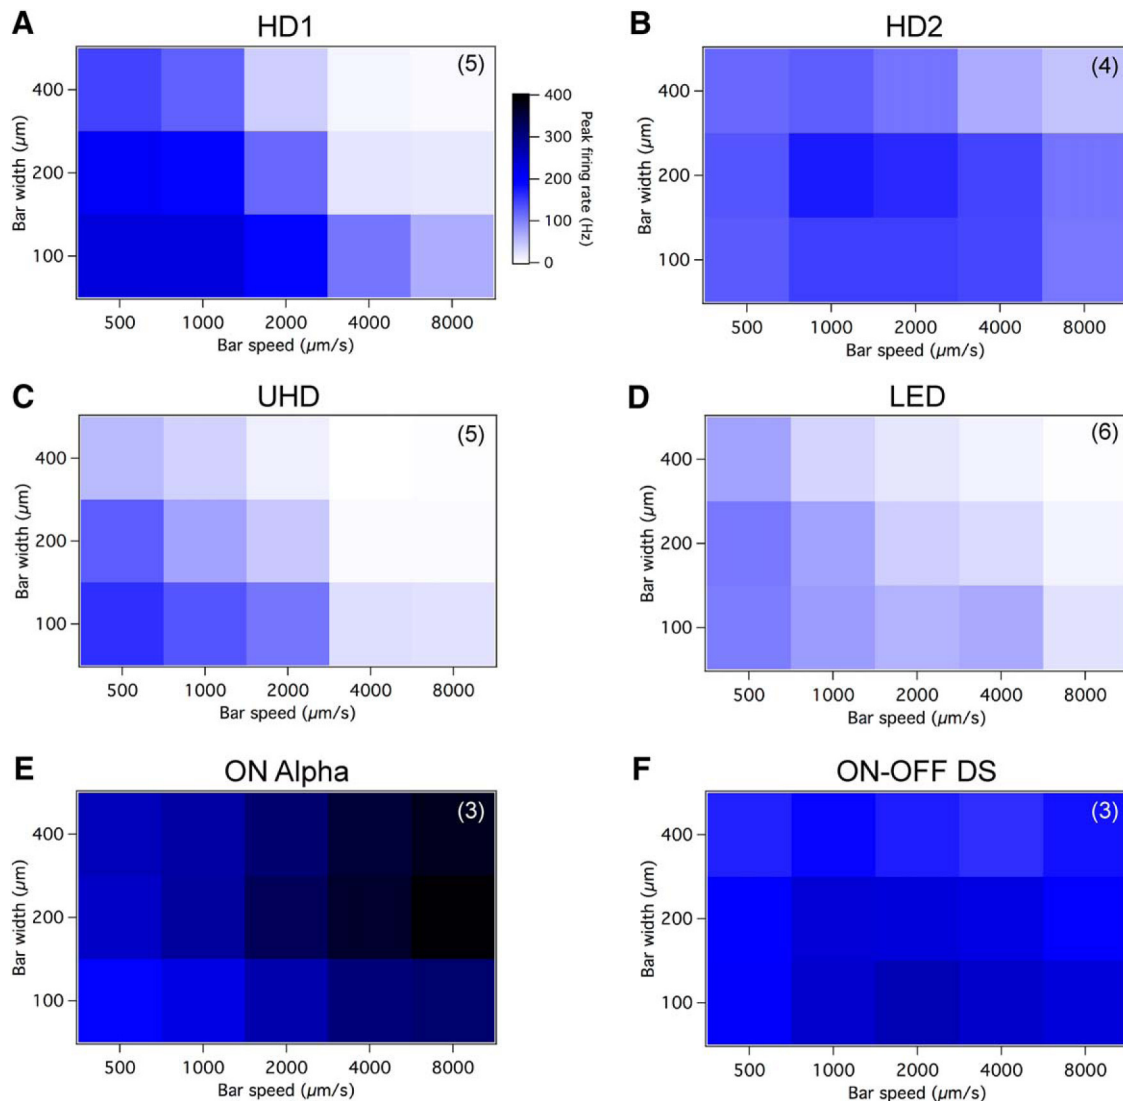 A
HD1
(5)
400
200
100
Bar width (µm)
500 1000 2000 4000 8000
Bar speed (µm/s)
400
300
200
100
0
Peak firing rate (Hz)
B
HD2
(4)
400
200
100
Bar width (µm)
500 1000 2000 4000 8000
Bar speed (µm/s)
C
UHD
(5)
400
200
100
Bar width (µm)
500 1000 2000 4000 8000
Bar speed (µm/s)
D
LED
(6)
400
200
100
Bar width (µm)
500 1000 2000 4000 8000
Bar speed (µm/s)
E
ON Alpha
(3)
400
200
100
Bar width (µm)
500 1000 2000 4000 8000
Bar speed (µm/s)
F
ON-OFF DS
(3)
400
200
100
Bar width (µm)
500 1000 2000 4000 8000
Bar speed (µm/s)